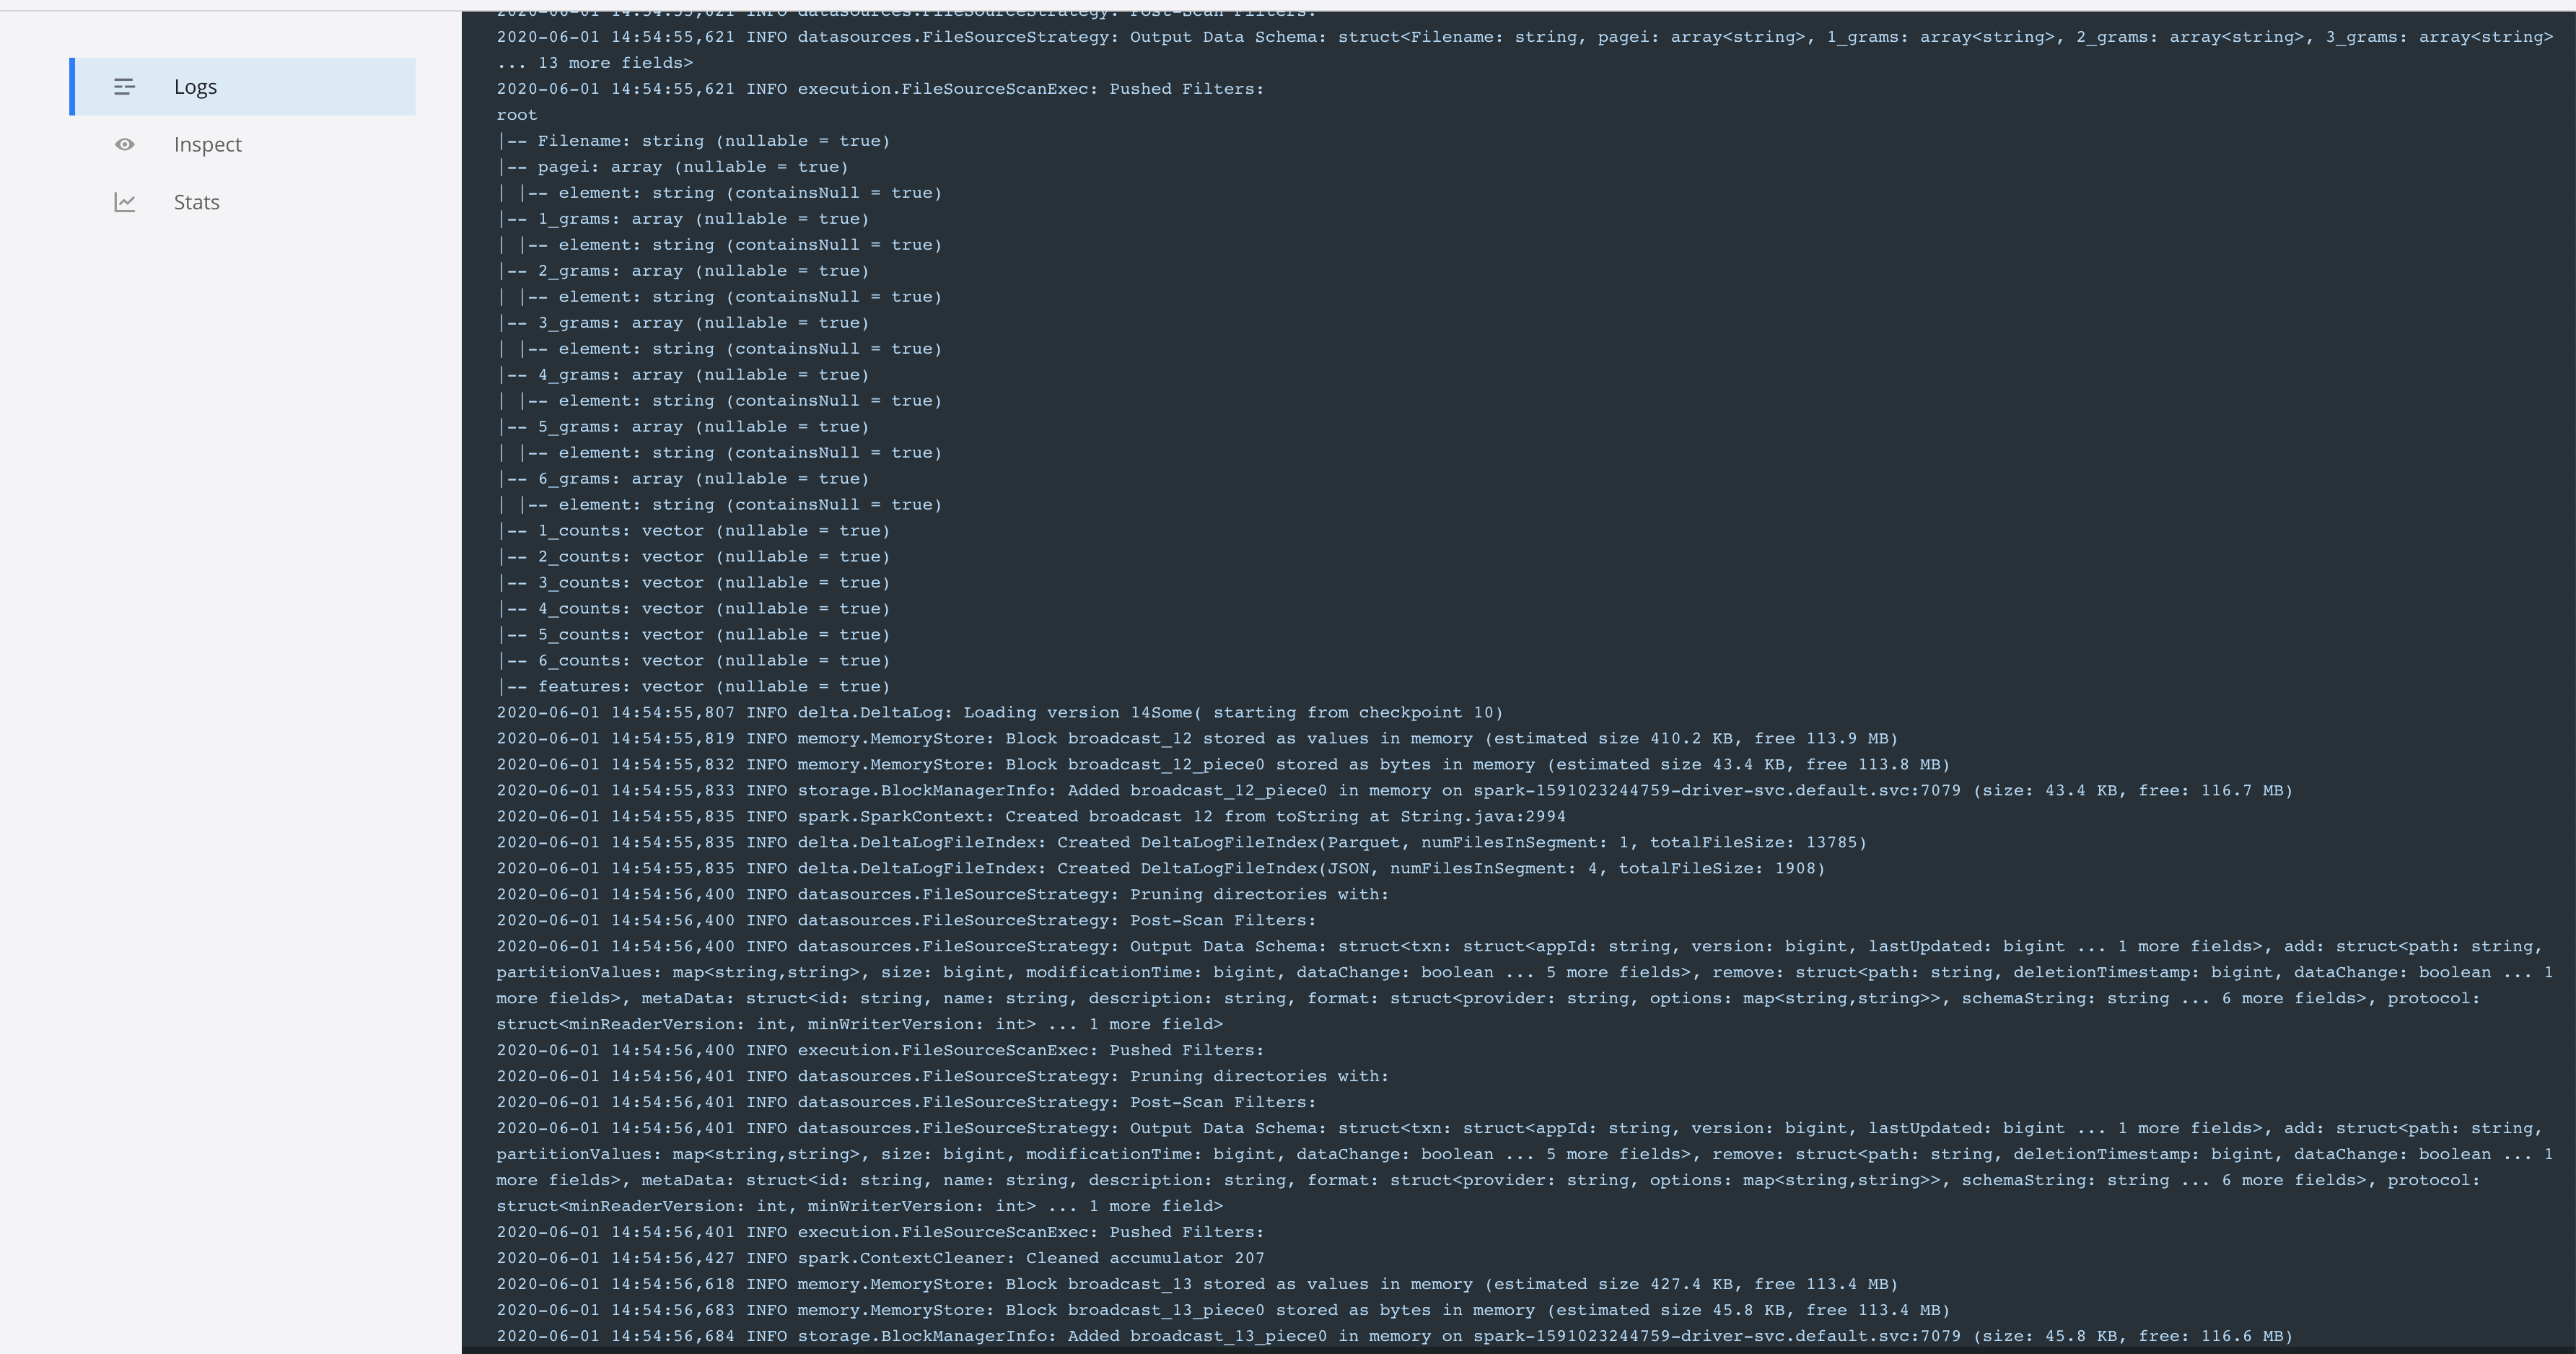 Logs
Inspect
Stats
2020-06-01 14:54:55,621 INFO datasources.FileSourceStrategy: Post-Scan Filters:
2020-06-01 14:54:55,621 INFO datasources.FileSourceStrategy: Output Data Schema: struct<Filename: string, pagei: array<string>, 1_grams: array<string>, 2_grams: array<string>, 3_grams: array<string>
... 13 more fields>
2020-06-01 14:54:55,621 INFO execution.FileSourceScanExec: Pushed Filters:
root
|-- Filename: string (nullable = true)
|-- pagei: array (nullable = true)
| |-- element: string (containsNull = true)
|-- 1_grams: array (nullable = true)
| |-- element: string (containsNull = true)
|-- 2_grams: array (nullable = true)
| |-- element: string (containsNull = true)
|-- 3_grams: array (nullable = true)
| |-- element: string (containsNull = true)
|-- 4_grams: array (nullable = true)
| |-- element: string (containsNull = true)
|-- 5_grams: array (nullable = true)
| |-- element: string (containsNull = true)
|-- 6_grams: array (nullable = true)
| |-- element: string (containsNull = true)
|-- 1_counts: vector (nullable = true)
|-- 2_counts: vector (nullable = true)
|-- 3_counts: vector (nullable = true)
|-- 4_counts: vector (nullable = true)
|-- 5_counts: vector (nullable = true)
|-- 6_counts: vector (nullable = true)
|-- features: vector (nullable = true)
2020-06-01 14:54:55,807 INFO delta.DeltaLog: Loading version 14Some( starting from checkpoint 10)
2020-06-01 14:54:55,819 INFO memory.MemoryStore: Block broadcast_12 stored as values in memory (estimated size 410.2 KB, free 113.9 MB)
2020-06-01 14:54:55,832 INFO memory.MemoryStore: Block broadcast_12_piece0 stored as bytes in memory (estimated size 43.4 KB, free 113.8 MB)
2020-06-01 14:54:55,833 INFO storage.BlockManagerInfo: Added broadcast_12_piece0 in memory on spark-1591023244759-driver-svc.default.svc:7079 (size: 43.4 KB, free: 116.7 MB)
2020-06-01 14:54:55,835 INFO spark.SparkContext: Created broadcast 12 from toString at String.java:2994
2020-06-01 14:54:55,835 INFO delta.DeltaLogFileIndex: Created DeltaLogFileIndex(Parquet, numFilesInSegment: 1, totalFileSize: 13785)
2020-06-01 14:54:55,835 INFO delta.DeltaLogFileIndex: Created DeltaLogFileIndex(JSON, numFilesInSegment: 4, totalFileSize: 1908)
2020-06-01 14:54:56,400 INFO datasources.FileSourceStrategy: Pruning directories with:
2020-06-01 14:54:56,400 INFO datasources.FileSourceStrategy: Post-Scan Filters:
2020-06-01 14:54:56,400 INFO datasources.FileSourceStrategy: Output Data Schema: struct<txn: struct<appId: string, version: bigint, lastUpdated: bigint ... 1 more fields>, add: struct<path: string,
partitionValues: map<string,string>, size: bigint, modificationTime: bigint, dataChange: boolean ... 5 more fields>, remove: struct<path: string, deletionTimestamp: bigint, dataChange: boolean ... 1
more fields>, metaData: struct<id: string, name: string, description: string, format: struct<provider: string, options: map<string,string>>, schemaString: string ... 6 more fields>, protocol:
struct<minReaderVersion: int, minWriterVersion: int> ... 1 more field>
2020-06-01 14:54:56,400 INFO execution.FileSourceScanExec: Pushed Filters:
2020-06-01 14:54:56,401 INFO datasources.FileSourceStrategy: Pruning directories with:
2020-06-01 14:54:56,401 INFO datasources.FileSourceStrategy: Post-Scan Filters:
2020-06-01 14:54:56,401 INFO datasources.FileSourceStrategy: Output Data Schema: struct<txn: struct<appId: string, version: bigint, lastUpdated: bigint ... 1 more fields>, add: struct<path: string,
partitionValues: map<string,string>, size: bigint, modificationTime: bigint, dataChange: boolean ... 5 more fields>, remove: struct<path: string, deletionTimestamp: bigint, dataChange: boolean ... 1
more fields>, metaData: struct<id: string, name: string, description: string, format: struct<provider: string, options: map<string,string>>, schemaString: string ... 6 more fields>, protocol:
struct<minReaderVersion: int, minWriterVersion: int> ... 1 more field>
2020-06-01 14:54:56,401 INFO execution.FileSourceScanExec: Pushed Filters:
2020-06-01 14:54:56,427 INFO spark.ContextCleaner: Cleaned accumulator 207
2020-06-01 14:54:56,618 INFO memory.MemoryStore: Block broadcast_13 stored as values in memory (estimated size 427.4 KB, free 113.4 MB)
2020-06-01 14:54:56,683 INFO memory.MemoryStore: Block broadcast_13_piece0 stored as bytes in memory (estimated size 45.8 KB, free 113.4 MB)
2020-06-01 14:54:56,684 INFO storage.BlockManagerInfo: Added broadcast_13_piece0 in memory on spark-1591023244759-driver-svc.default.svc:7079 (size: 45.8 KB, free: 116.6 MB)